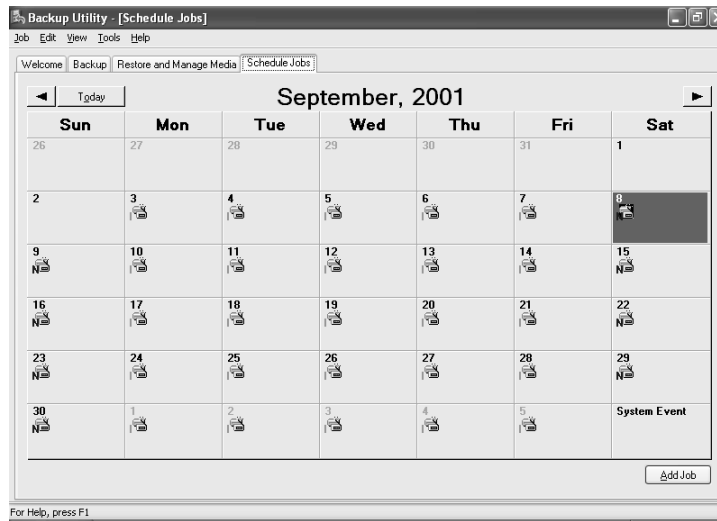 Backup Utility - [Schedule Jobs]
Job Edit View Tools Help
Welcome Backup Restore and Manage Media Schedule Jobs
Today September, 2001
Sun Mon Tue Wed Thu Fri Sat
26 27 28 29 30 31 1
2 3 4 5 6 7 8
I I I I I N
9 10 11 12 13 14 15
N I I I I I N
16 17 18 19 20 21 22
N I I I I I N
23 24 25 26 27 28 29
N I I I I I N
30 1 2 3 4 5 System Event
N I I I I I
Add Job
For Help, press F1